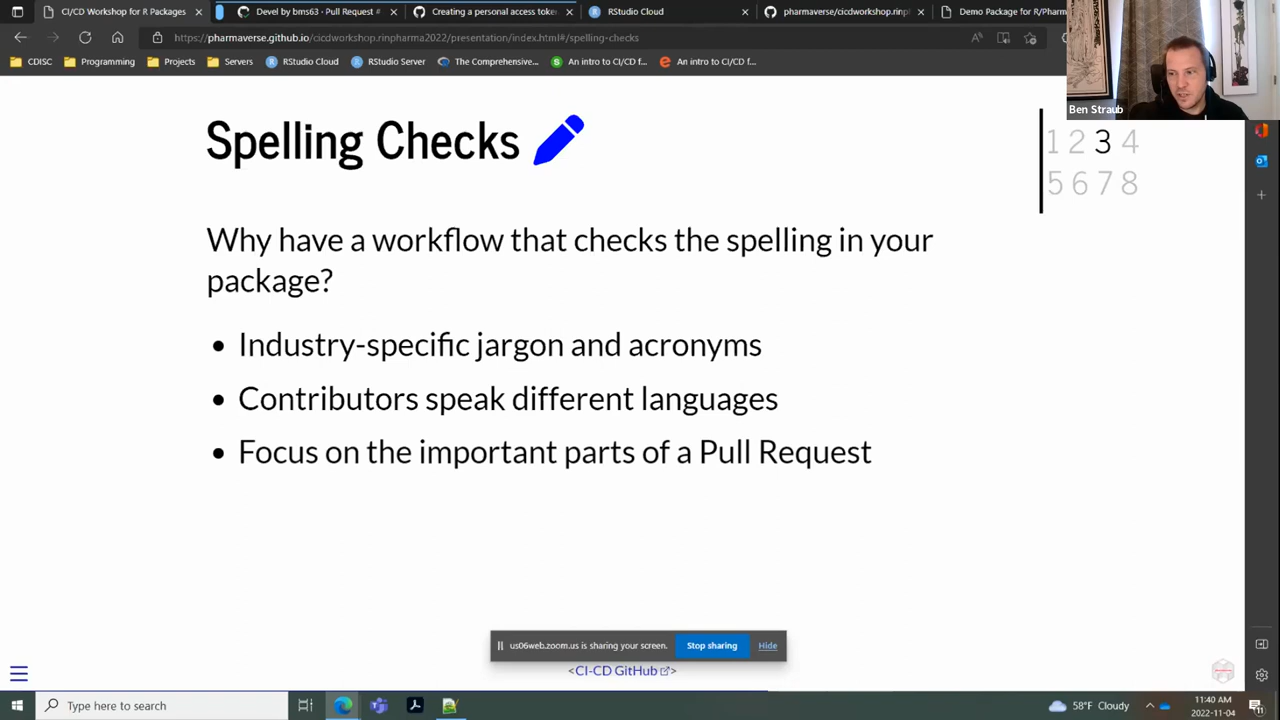 CI/CD Workshop for R Packages
Devel by bms63 · Pull Request #
Creating a personal access toke
RStudio Cloud
pharmaverse/cicdworkshop.rinp
Demo Package for R/Pharm
https://pharmaverse.github.io/cicdworkshop.rinpharma2022/presentation/index.html#/spelling-checks
CDISC
Programming
Projects
Servers
RStudio Cloud
RStudio Server
The Comprehensive...
An intro to CI/CD f...
An intro to CI/CD f...
Ben Straub
Spelling Checks
1 2 3 4
5 6 7 8
Why have a workflow that checks the spelling in your
package?
• Industry-specific jargon and acronyms
• Contributors speak different languages
• Focus on the important parts of a Pull Request
us06web.zoom.us is sharing your screen.
Stop sharing
Hide
<CI-CD GitHub>
Type here to search
58°F Cloudy
11:40 AM
2022-11-04
11